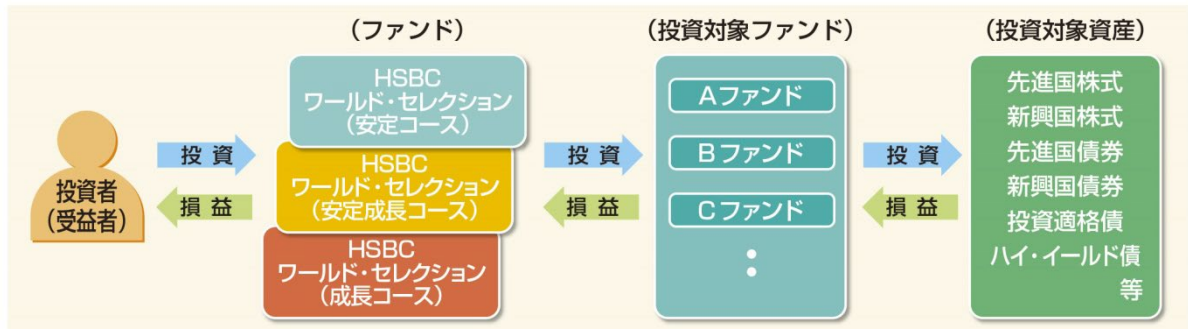 （ファンド）
（投資対象ファンド）
（投資対象資産）
投資者
（受益者）
投資
損益
HSBC
ワールド・セレクション
（安定コース）
HSBC
ワールド・セレクション
（安定成長コース）
HSBC
ワールド・セレクション
（成長コース）
投資
損益
Aファンド
Bファンド
Cファンド
：
投資
損益
先進国株式
新興国株式
先進国債券
新興国債券
投資適格債
ハイ・イールド債
等